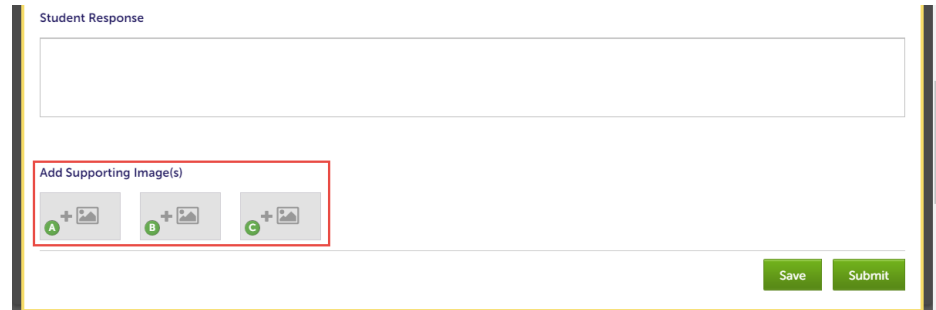 Student Response
Add Supporting Image(s)
A B C
Save Submit